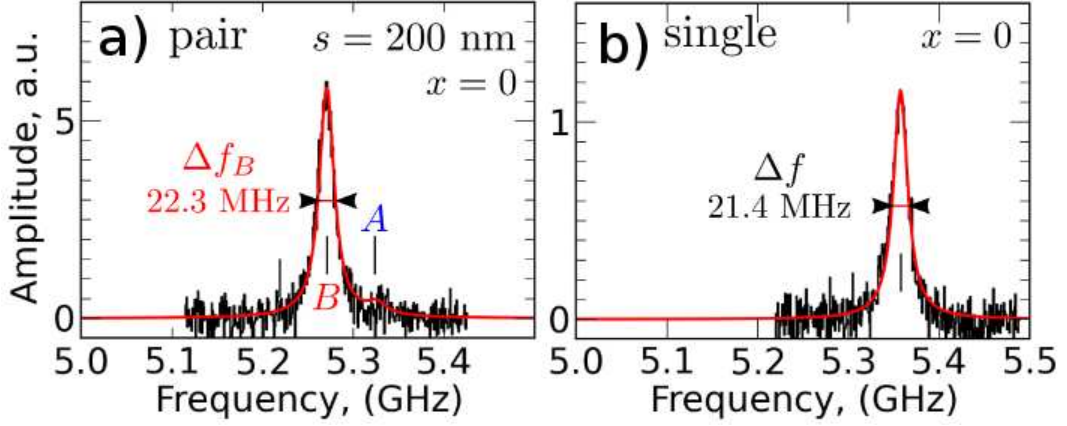 a) pair s = 200 nm
x = 0
Δf_B
22.3 MHz
A
B
5
0
Amplitude, a.u.
5.0 5.1 5.2 5.3 5.4
Frequency, (GHz)
b) single x = 0
Δf
21.4 MHz
1
0
5.0 5.1 5.2 5.3 5.4 5.5
Frequency, (GHz)